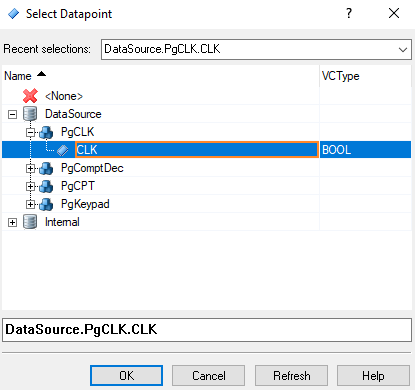 Select Datapoint
Recent selections: DataSource.PgCLK.CLK
Name VCType
<None>
DataSource
PgCLK
CLK BOOL
PgComptDec
PgCPT
PgKeypad
Internal
DataSource.PgCLK.CLK
OK Cancel Refresh Help